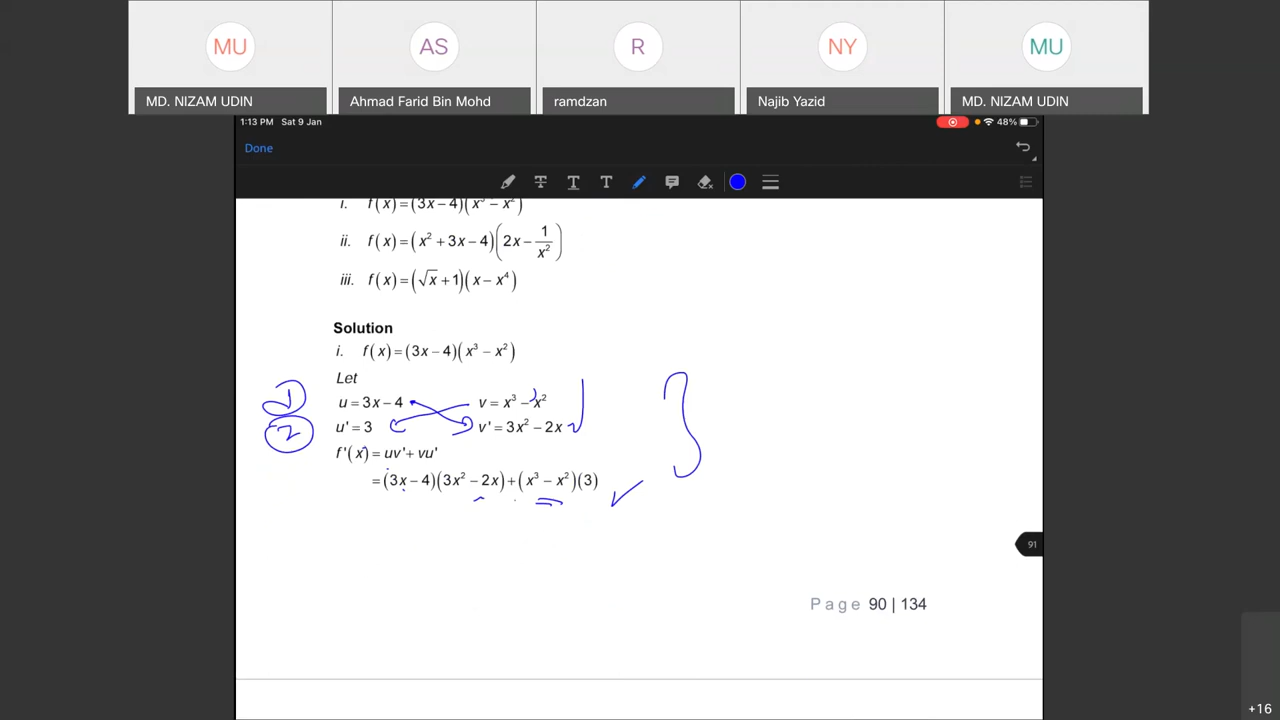 MU AS R NY MU
MD. NIZAM UDIN Ahmad Farid Bin Mohd ramdzan Najib Yazid MD. NIZAM UDIN
1:13 PM Sat 9 Jan 48%
Done
T T T
i. f(x)=(3x−4)(x³−x²)
ii. f(x)=(x²+3x−4)(2x−1/x²)
iii. f(x)=(√x+1)(x−x⁴)
Solution
i. f(x)=(3x−4)(x³−x²)
Let
1 u=3x−4 v=x³−x²
2 u'=3 v'=3x²−2x
f'(x)=uv'+vu'
=(3x−4)(3x²−2x)+(x³−x²)(3) ✓
91
Page 90 | 134
+16